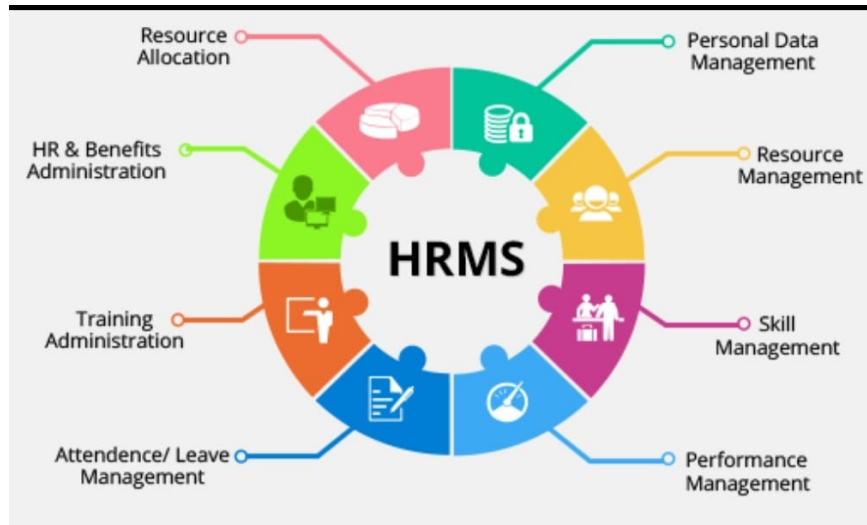 Resource
Allocation
Personal Data
Management
HR & Benefits
Administration
Resource
Management
HRMS
Training
Administration
Skill
Management
Attendence/ Leave
Management
Performance
Management